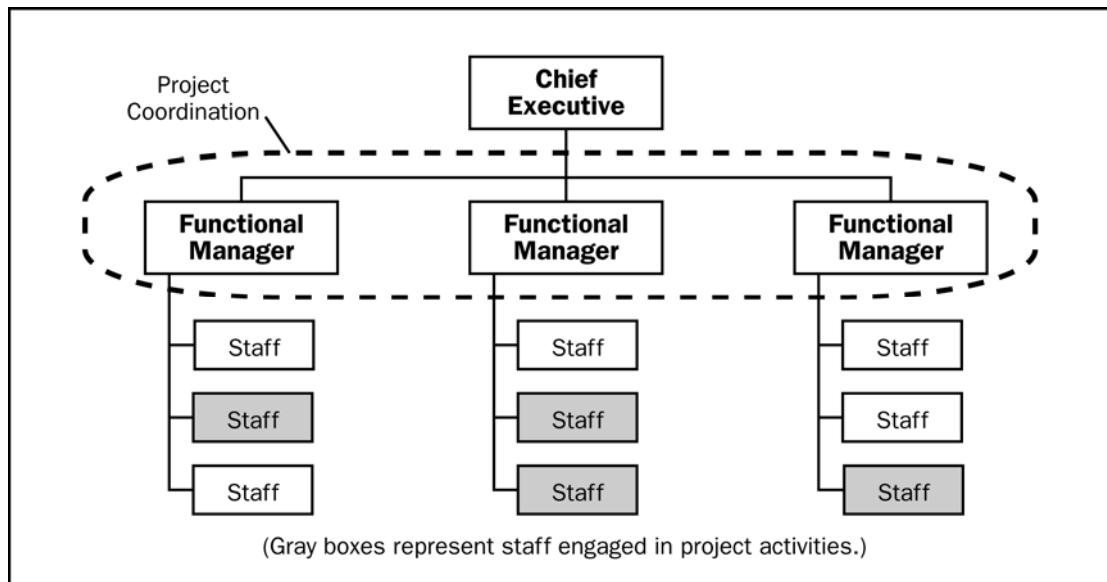 Project
Coordination
Chief
Executive
Functional
Manager
Functional
Manager
Functional
Manager
Staff
Staff
Staff
Staff
Staff
Staff
Staff
Staff
Staff
(Gray boxes represent staff engaged in project activities.)